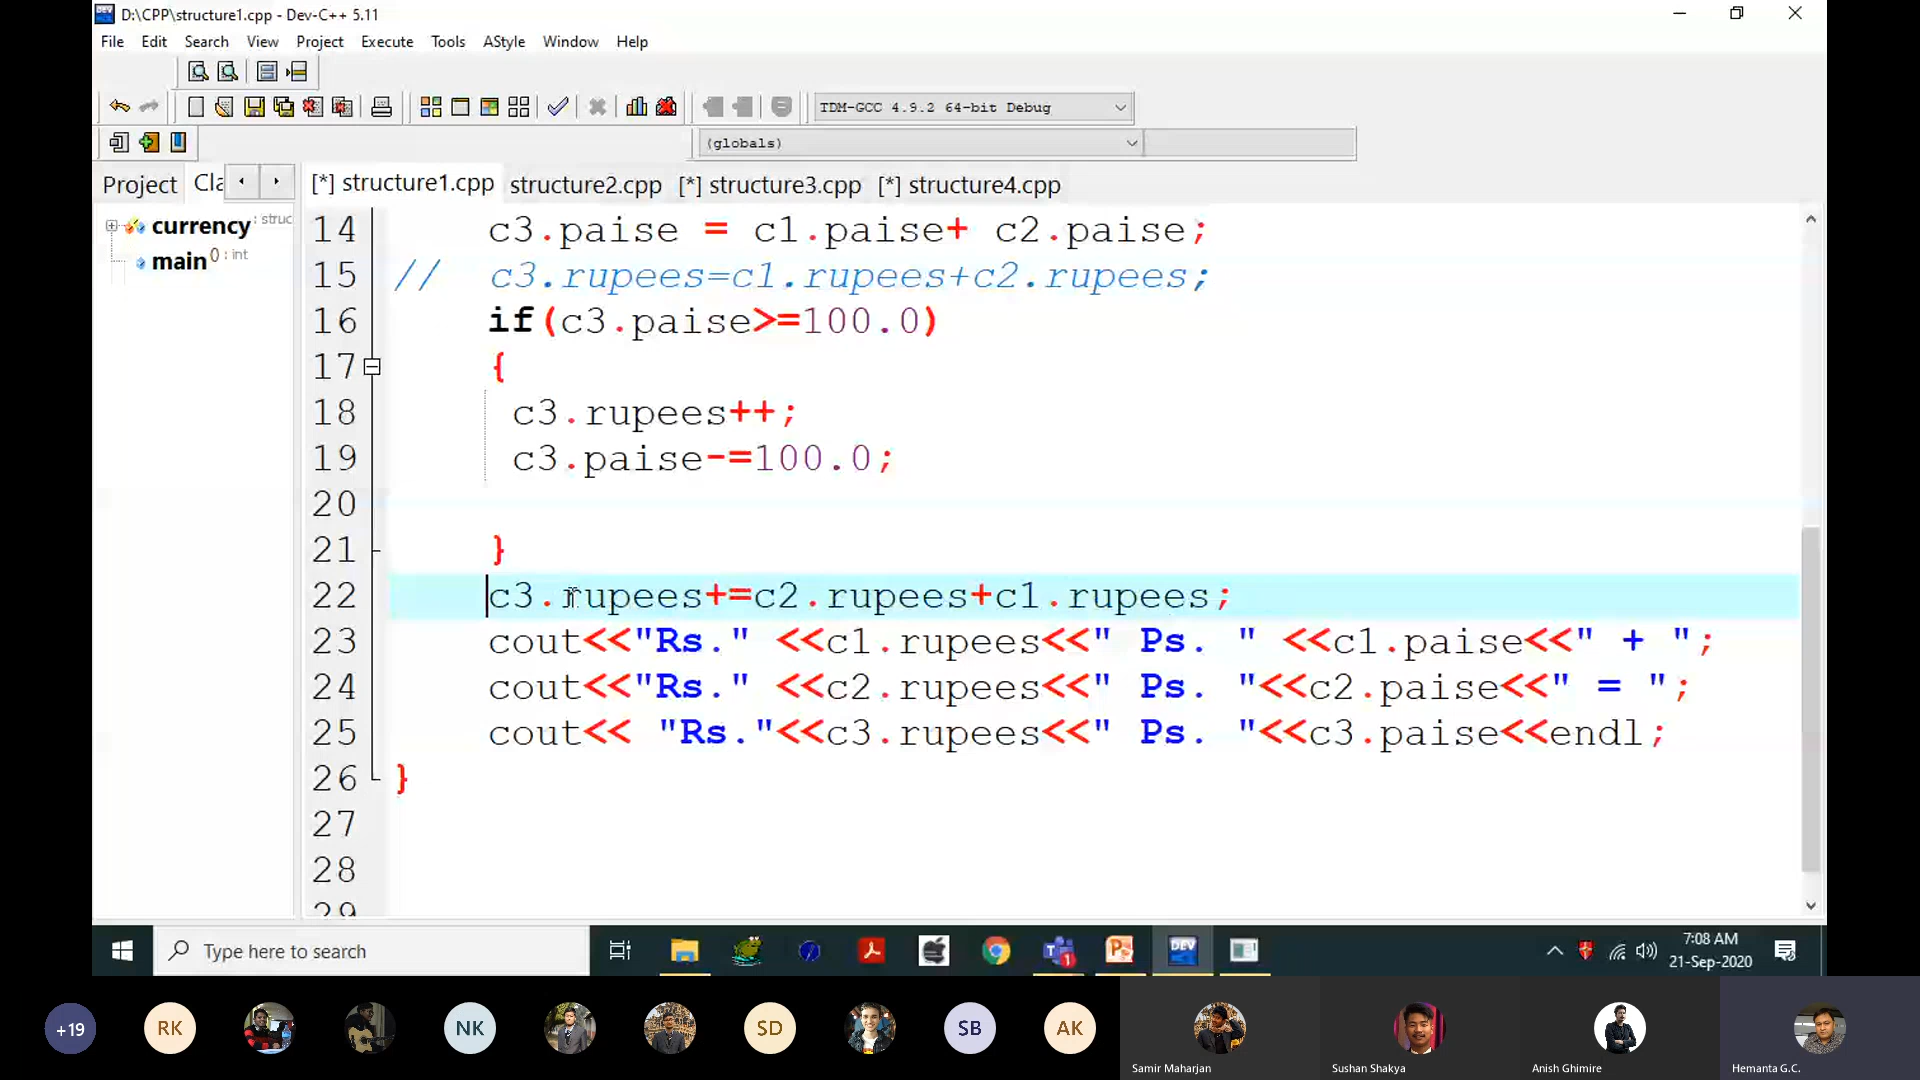 D:\CPP\structure1.cpp - Dev-C++ 5.11
File Edit Search View Project Execute Tools AStyle Window Help
TDM-GCC 4.9.2 64-bit Debug
(globals)
Project Cla [*] structure1.cpp structure2.cpp [*] structure3.cpp [*] structure4.cpp
currency : struc
main () : int
14 c3.paise = c1.paise+ c2.paise;
15 // c3.rupees=c1.rupees+c2.rupees;
16 if(c3.paise>=100.0)
17 {
18 c3.rupees++;
19 c3.paise-=100.0;
20
21 }
22 c3.rupees+=c2.rupees+c1.rupees;
23 cout<<"Rs." <<c1.rupees<<" Ps. " <<c1.paise<<" + ";
24 cout<<"Rs." <<c2.rupees<<" Ps. "<<c2.paise<<" = ";
25 cout<< "Rs."<<c3.rupees<<" Ps. "<<c3.paise<<endl;
26 }
27
28
29
Type here to search
DEV
7:08 AM
21-Sep-2020
+19 RK NK SD SB AK
Samir Maharjan Sushan Shakya Anish Ghimire Hemanta G.C.